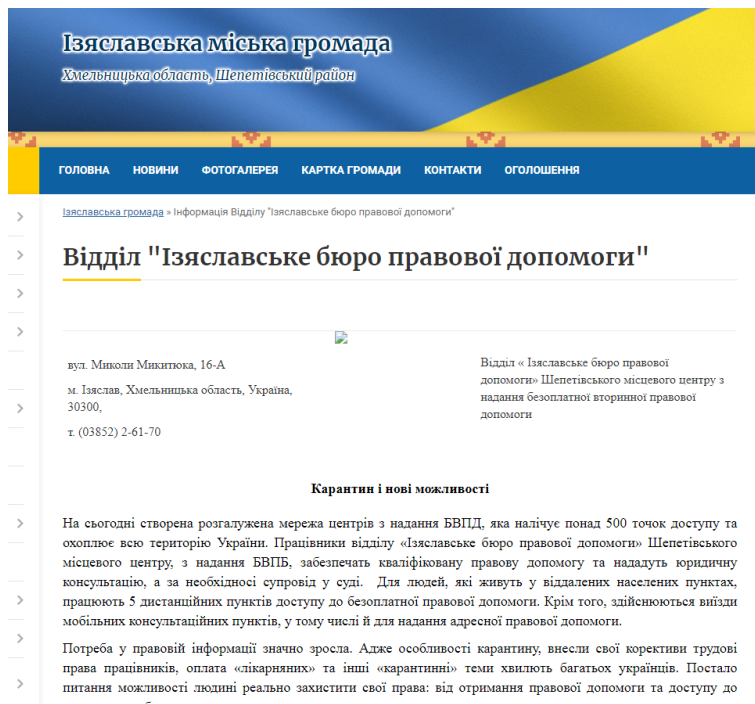 Ізяславська міська громада
Хмельницька область, Шепетівський район
ГОЛОВНА НОВИНИ ФОТОГАЛЕРЕЯ КАРТКА ГРОМАДИ КОНТАКТИ ОГОЛОШЕННЯ
Ізяславська громада » Інформація Відділу "Ізяславське бюро правової допомоги"
Відділ "Ізяславське бюро правової допомоги"
вул. Миколи Микитюка, 16-А
м. Ізяслав, Хмельницька область, Україна,
30300,
т. (03852) 2-61-70
Відділ « Ізяславське бюро правової
допомоги» Шепетівського місцевого центру з
надання безоплатної вторинної правової
допомоги
Карантин і нові можливості
На сьогодні створена розгалужена мережа центрів з надання БВПД, яка налічує понад 500 точок доступу та
охоплює всю територію України. Працівники відділу «Ізяславське бюро правової допомоги» Шепетівського
місцевого центру, з надання БВПБ, забезпечать кваліфіковану правову допомогу та нададуть юридичну
консультацію, а за необхідносі супровід у суді. Для людей, які живуть у віддалених населених пунктах,
працюють 5 дистанційних пунктів доступу до безоплатної правової допомоги. Крім того, здійснюються виїзди
мобільних консультаційних пунктів, у тому числі й для надання адресної правової допомоги.
Потреба у правовій інформації значно зросла. Адже особливості карантину, внесли свої корективи трудові
права працівників, оплата «лікарняних» та інші «карантинні» теми хвилють багатьох українців. Постало
питання можливості людині реально захистити свої права: від отримання правової допомоги та доступу до